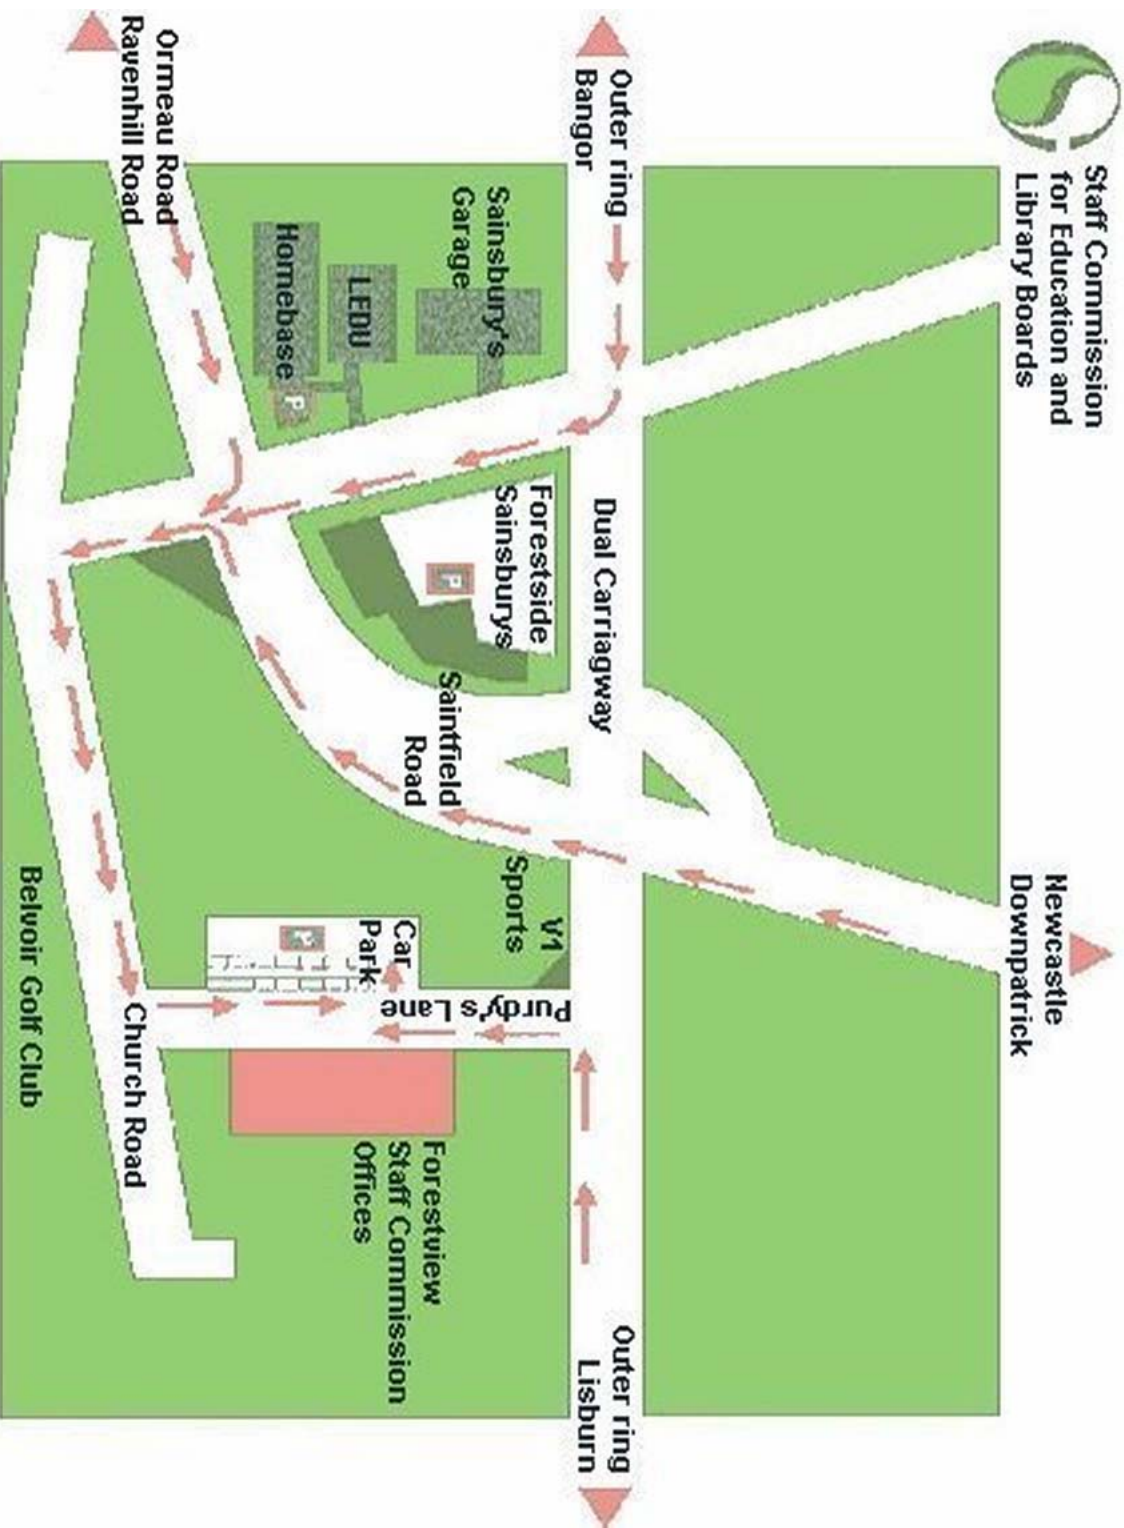 Staff Commission
for Education and
Library Boards
Newcastle
Downpatrick
Outer ring
Bangor
Dual Carriagway
Outer ring
Lisburn
Sainsbury's
Garage
Forestside
Sainsburys
V1
Sports
Purdy's Lane
LEDU
Homebase
P
P
Saintfield
Road
Car
Park
P
Forestview
Staff Commission
Offices
Ormeau Road
Ravenhill Road
Church Road
Belvoir Golf Club